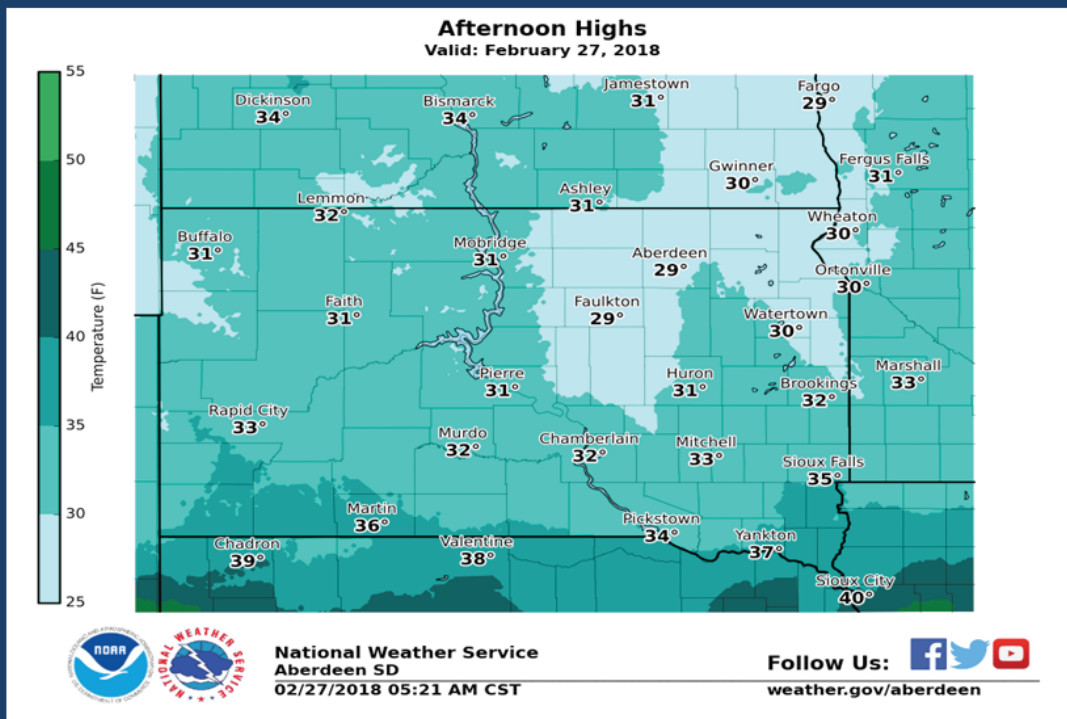 Afternoon Highs
Valid: February 27, 2018
55
50
45
40
35
30
25
Temperature (F)
Dickinson
34°
Bismarck
34°
Jamestown
31°
Fargo
29°
Gwinner
30°
Fergus Falls
31°
Lemmon
32°
Ashley
31°
Wheaton
30°
Buffalo
31°
Mobridge
31°
Aberdeen
29°
Ortonville
30°
Faith
31°
Faulkton
29°
Watertown
30°
Pierre
31°
Huron
31°
Brookings
32°
Marshall
33°
Rapid City
33°
Murdo
32°
Chamberlain
32°
Mitchell
33°
Sioux Falls
35°
Martin
36°
Pickstown
34°
Yankton
37°
Chadron
39°
Valentine
38°
Sioux City
40°
NOAA
NATIONAL WEATHER SERVICE
National Weather Service
Aberdeen SD
02/27/2018 05:21 AM CST
Follow Us:
weather.gov/aberdeen